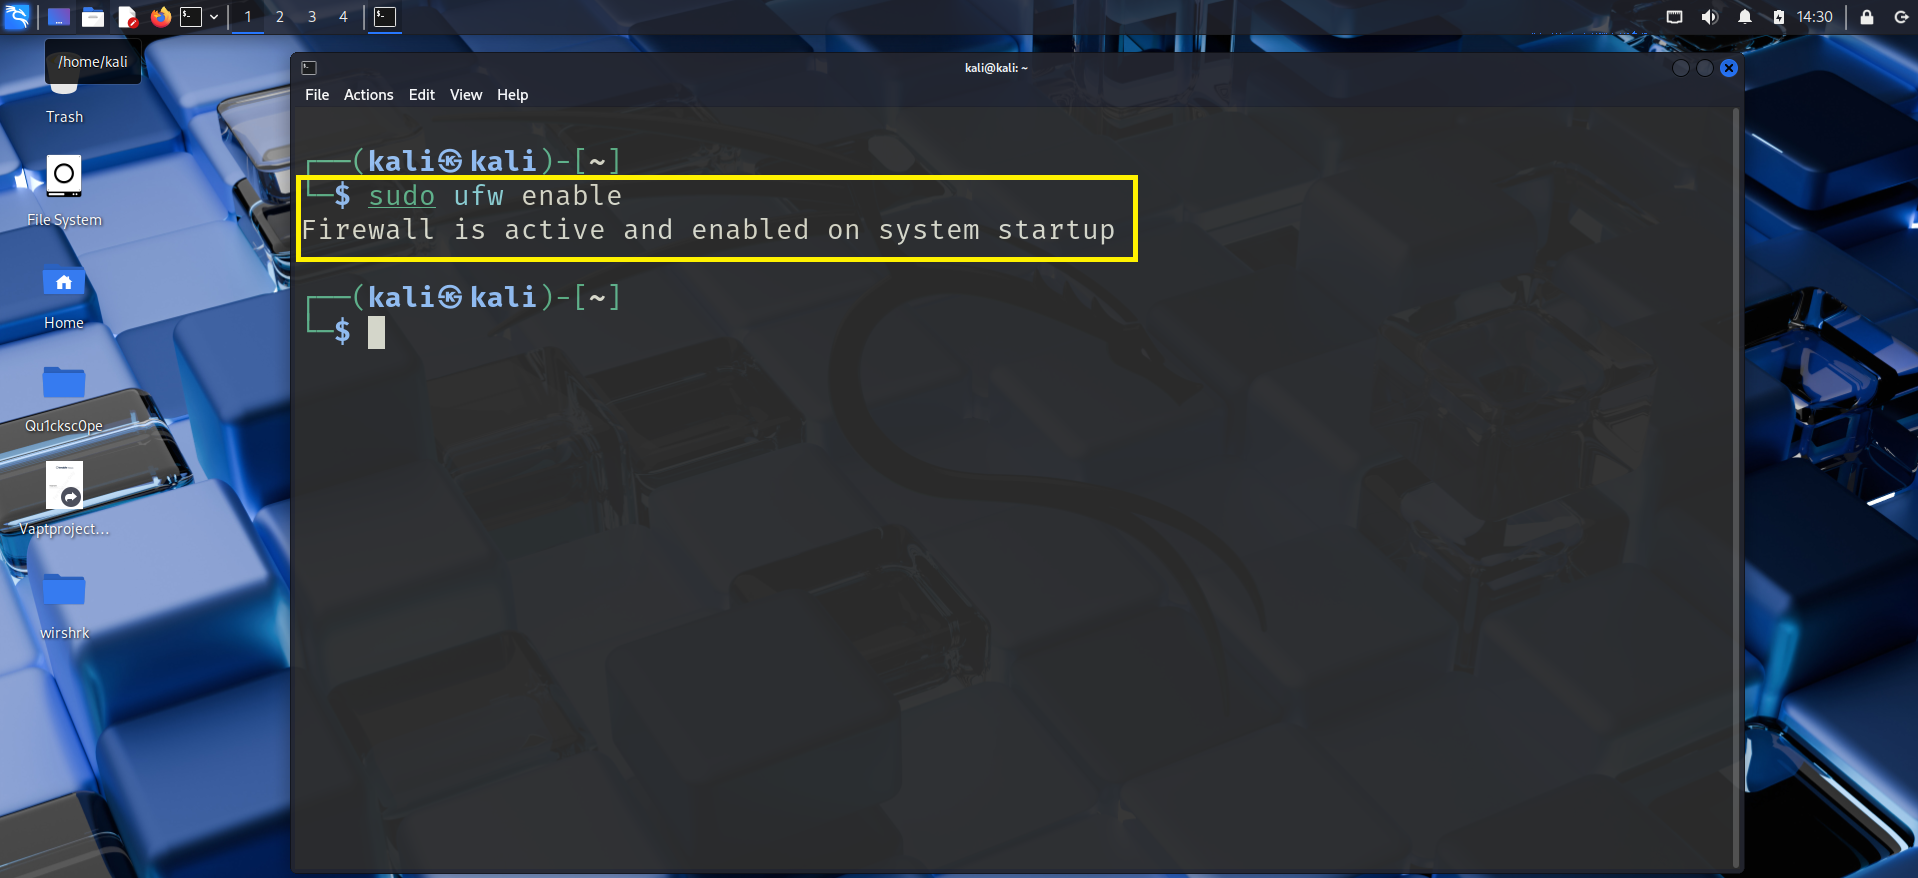 1 2 3 4
14:30
/home/kali
Trash
File System
Home
Qu1cksc0pe
Vaptproject...
wirshrk
kali@kali: ~
File Actions Edit View Help
┌──(kali㉿kali)-[~]
└─$ sudo ufw enable
Firewall is active and enabled on system startup
┌──(kali㉿kali)-[~]
└─$